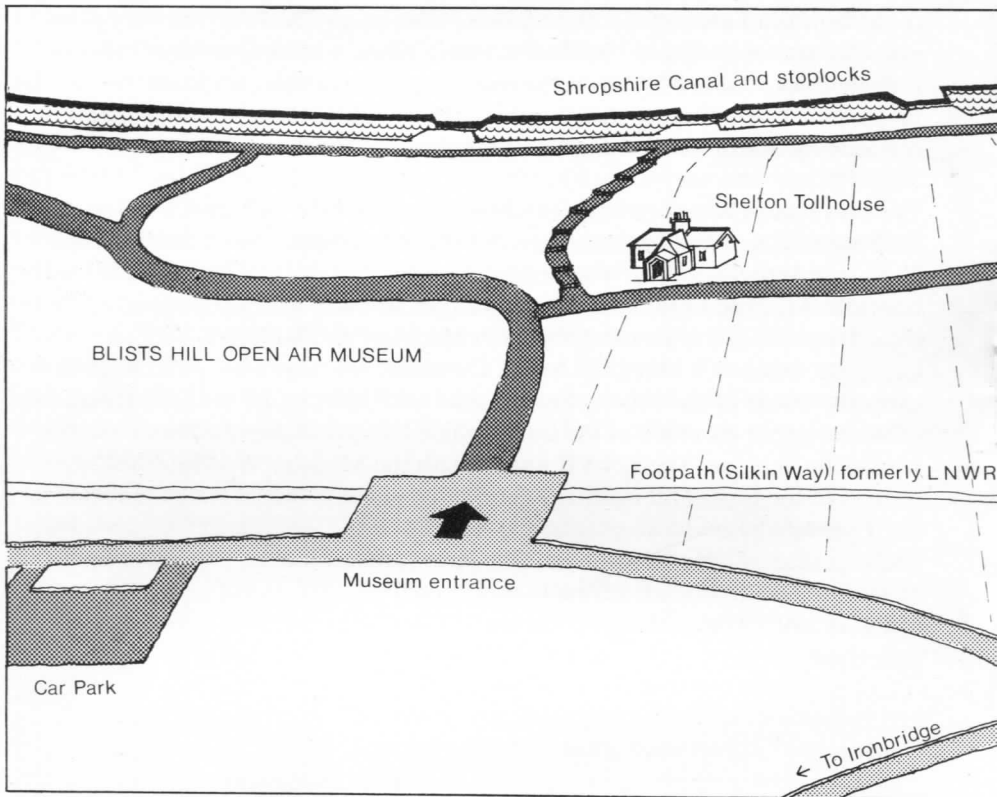 Shropshire Canal and stoplocks
Shelton Tollhouse
BLISTS HILL OPEN AIR MUSEUM
Footpath (Silkin Way) formerly LNWR
Museum entrance
Car Park
← To Ironbridge